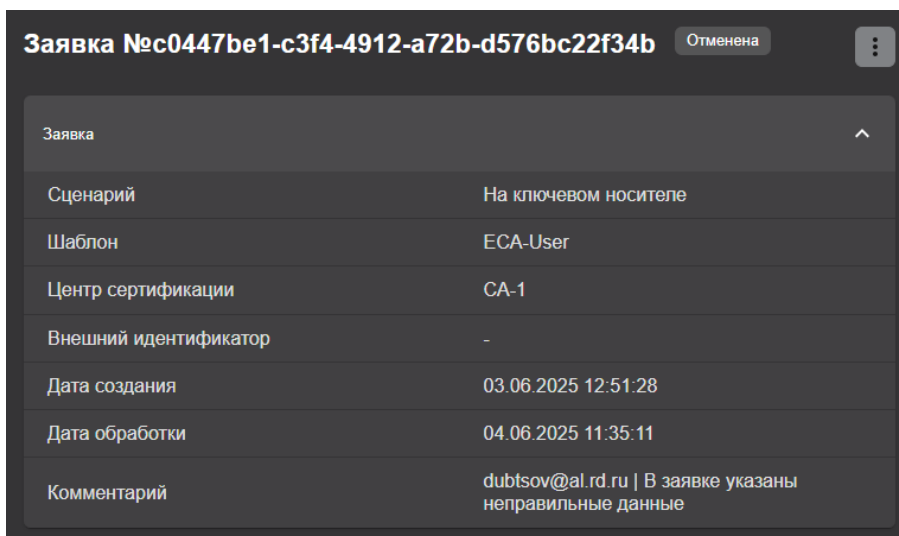 Заявка №c0447be1-c3f4-4912-a72b-d576bc22f34b Отменена
Заявка
Сценарий На ключевом носителе
Шаблон ECA-User
Центр сертификации CA-1
Внешний идентификатор -
Дата создания 03.06.2025 12:51:28
Дата обработки 04.06.2025 11:35:11
Комментарий dubtsov@al.rd.ru | В заявке указаны
неправильные данные